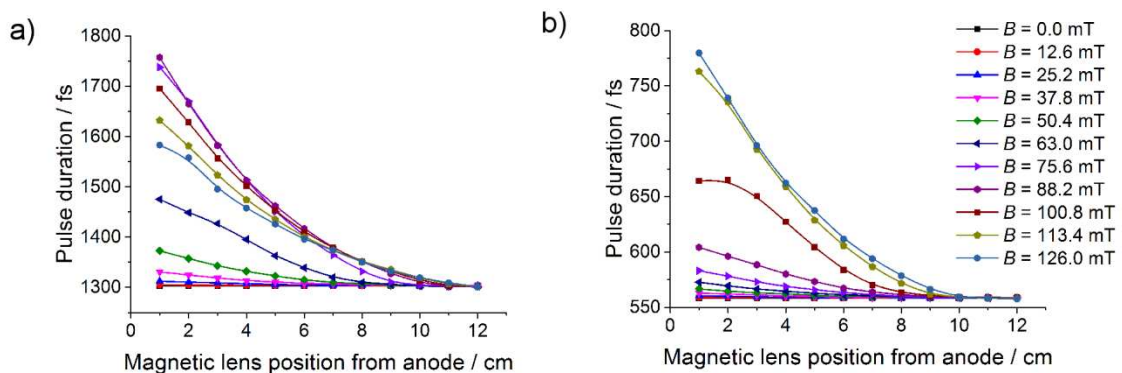 a)
1800
1700
1600
1500
1400
1300
Pulse duration / fs
0 2 4 6 8 10 12
Magnetic lens position from anode / cm
b)
800
750
700
650
600
550
Pulse duration / fs
0 2 4 6 8 10 12
Magnetic lens position from anode / cm
B = 0.0 mT
B = 12.6 mT
B = 25.2 mT
B = 37.8 mT
B = 50.4 mT
B = 63.0 mT
B = 75.6 mT
B = 88.2 mT
B = 100.8 mT
B = 113.4 mT
B = 126.0 mT